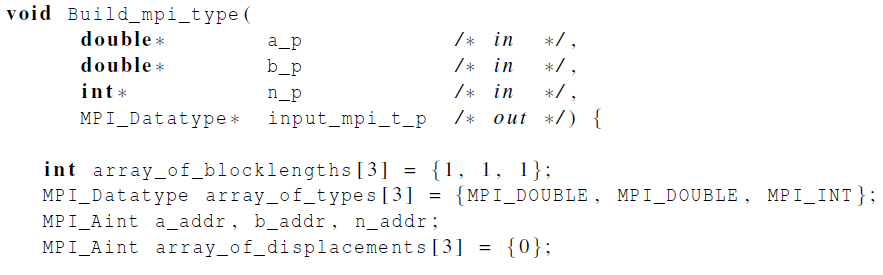 void Build_mpi_type(
double* a_p /* in */,
double* b_p /* in */,
int* n_p /* in */,
MPI_Datatype* input_mpi_t_p /* out */) {
int array_of_blocklengths[3] = {1, 1, 1};
MPI_Datatype array_of_types[3] = {MPI_DOUBLE, MPI_DOUBLE, MPI_INT};
MPI_Aint a_addr, b_addr, n_addr;
MPI_Aint array_of_displacements[3] = {0};